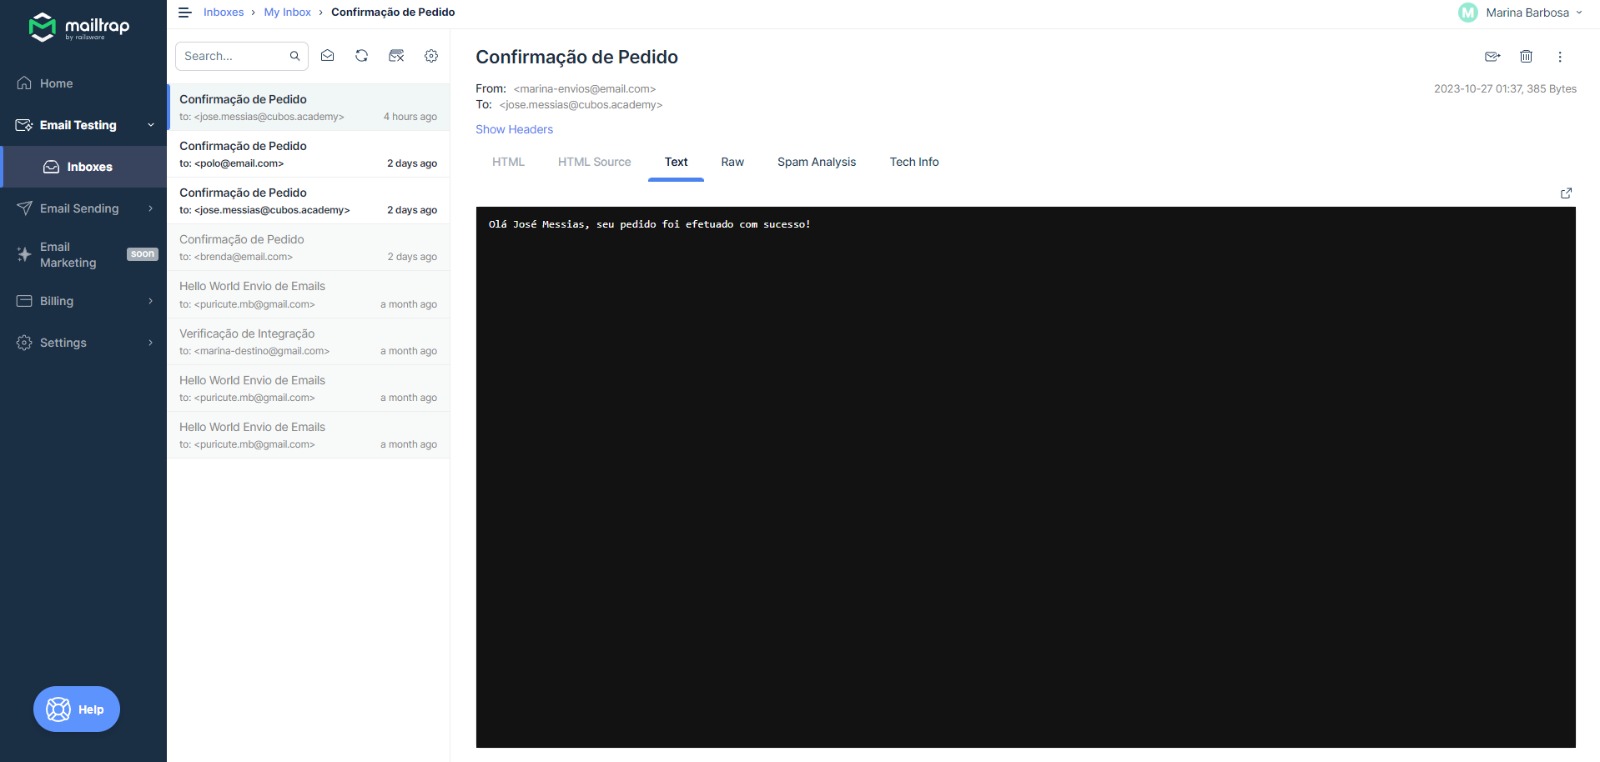 mailtrap
by railsware
Home
Email Testing
Inboxes
Email Sending
Email
Marketing
soon
Billing
Settings
Help
Inboxes › My Inbox › Confirmação de Pedido
M Marina Barbosa
Search...
Confirmação de Pedido
to: <jose.messias@cubos.academy> 4 hours ago
Confirmação de Pedido
to: <polo@email.com> 2 days ago
Confirmação de Pedido
to: <jose.messias@cubos.academy> 2 days ago
Confirmação de Pedido
to: <brenda@email.com> 2 days ago
Hello World Envio de Emails
to: <puricute.mb@gmail.com> a month ago
Verificação de Integração
to: <marina-destino@gmail.com> a month ago
Hello World Envio de Emails
to: <puricute.mb@gmail.com> a month ago
Hello World Envio de Emails
to: <puricute.mb@gmail.com> a month ago
Confirmação de Pedido
From: <marina-envios@email.com>
2023-10-27 01:37, 385 Bytes
To: <jose.messias@cubos.academy>
Show Headers
HTML HTML Source Text Raw Spam Analysis Tech Info
Olá José Messias, seu pedido foi efetuado com sucesso!